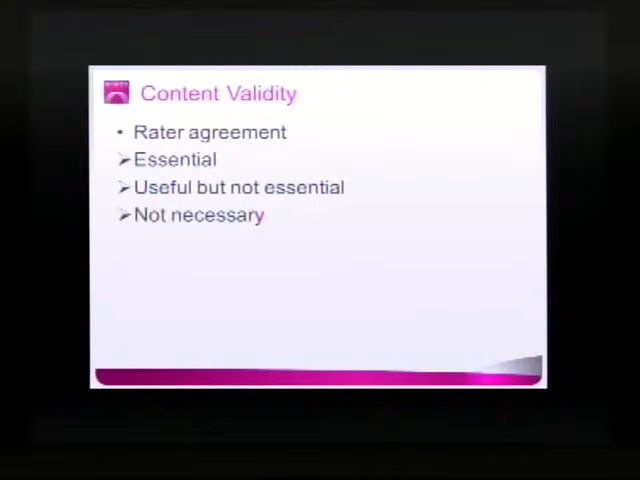 Content Validity
• Rater agreement
➢Essential
➢Useful but not essential
➢Not necessary